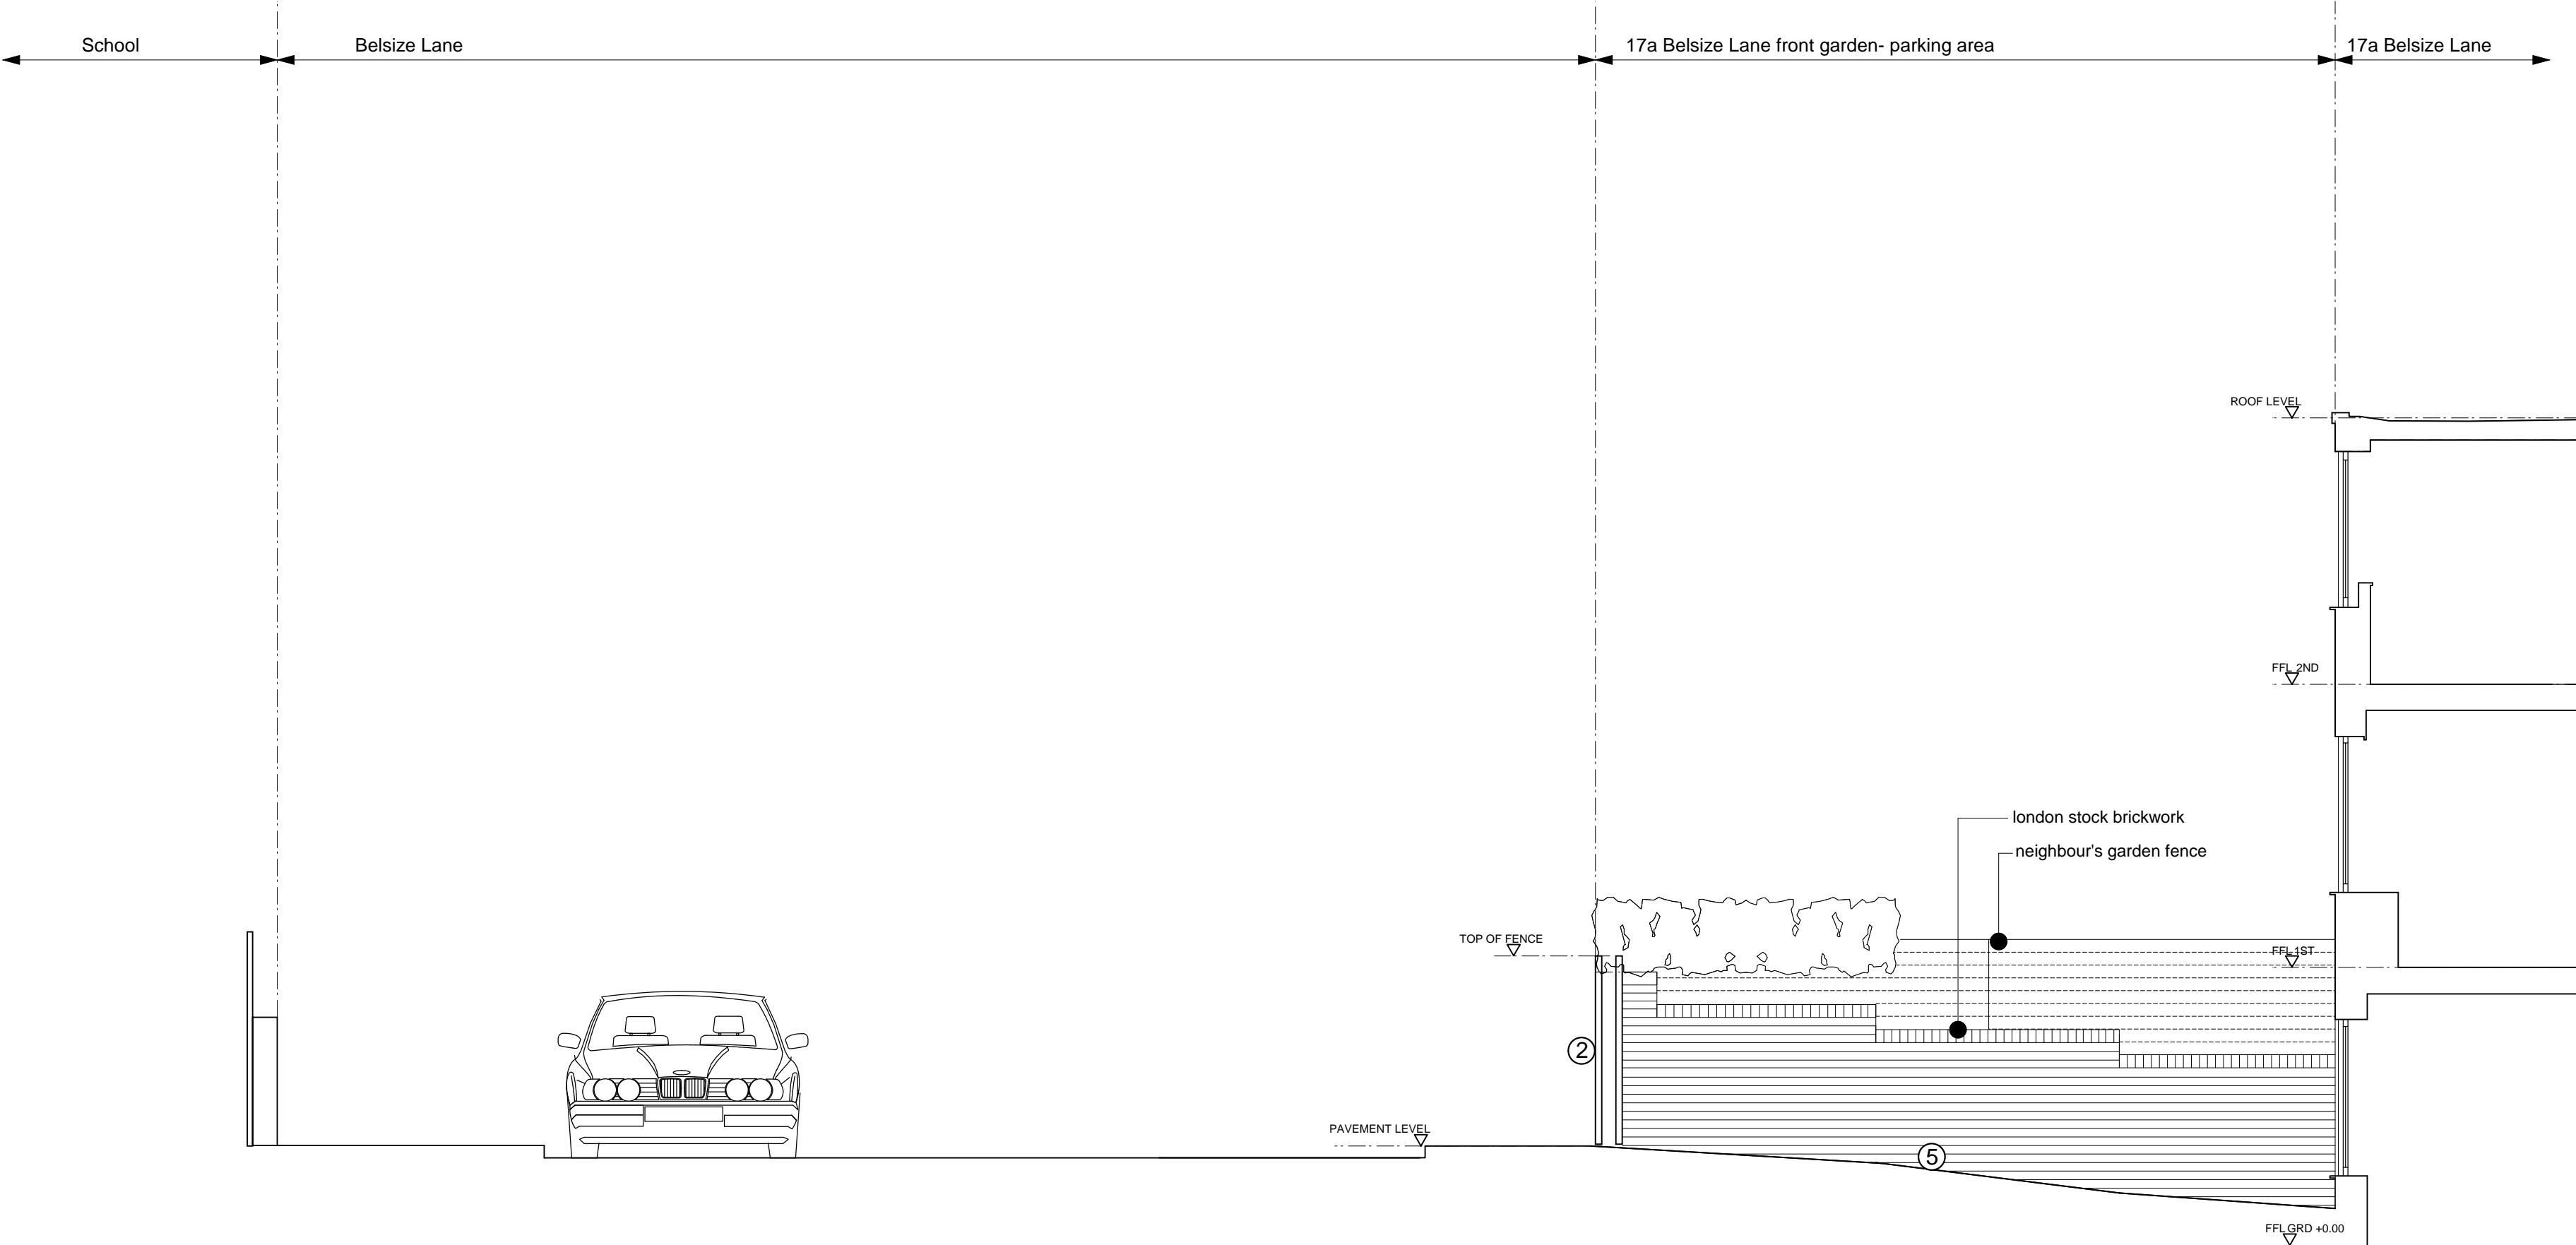 School
Belsize Lane
17a Belsize Lane front garden- parking area
17a Belsize Lane
ROOF LEVEL
FFL 2ND
london stock brickwork
neighbour's garden fence
TOP OF FENCE
FFL 1ST
2
PAVEMENT LEVEL
5
FFL GRD +0.00